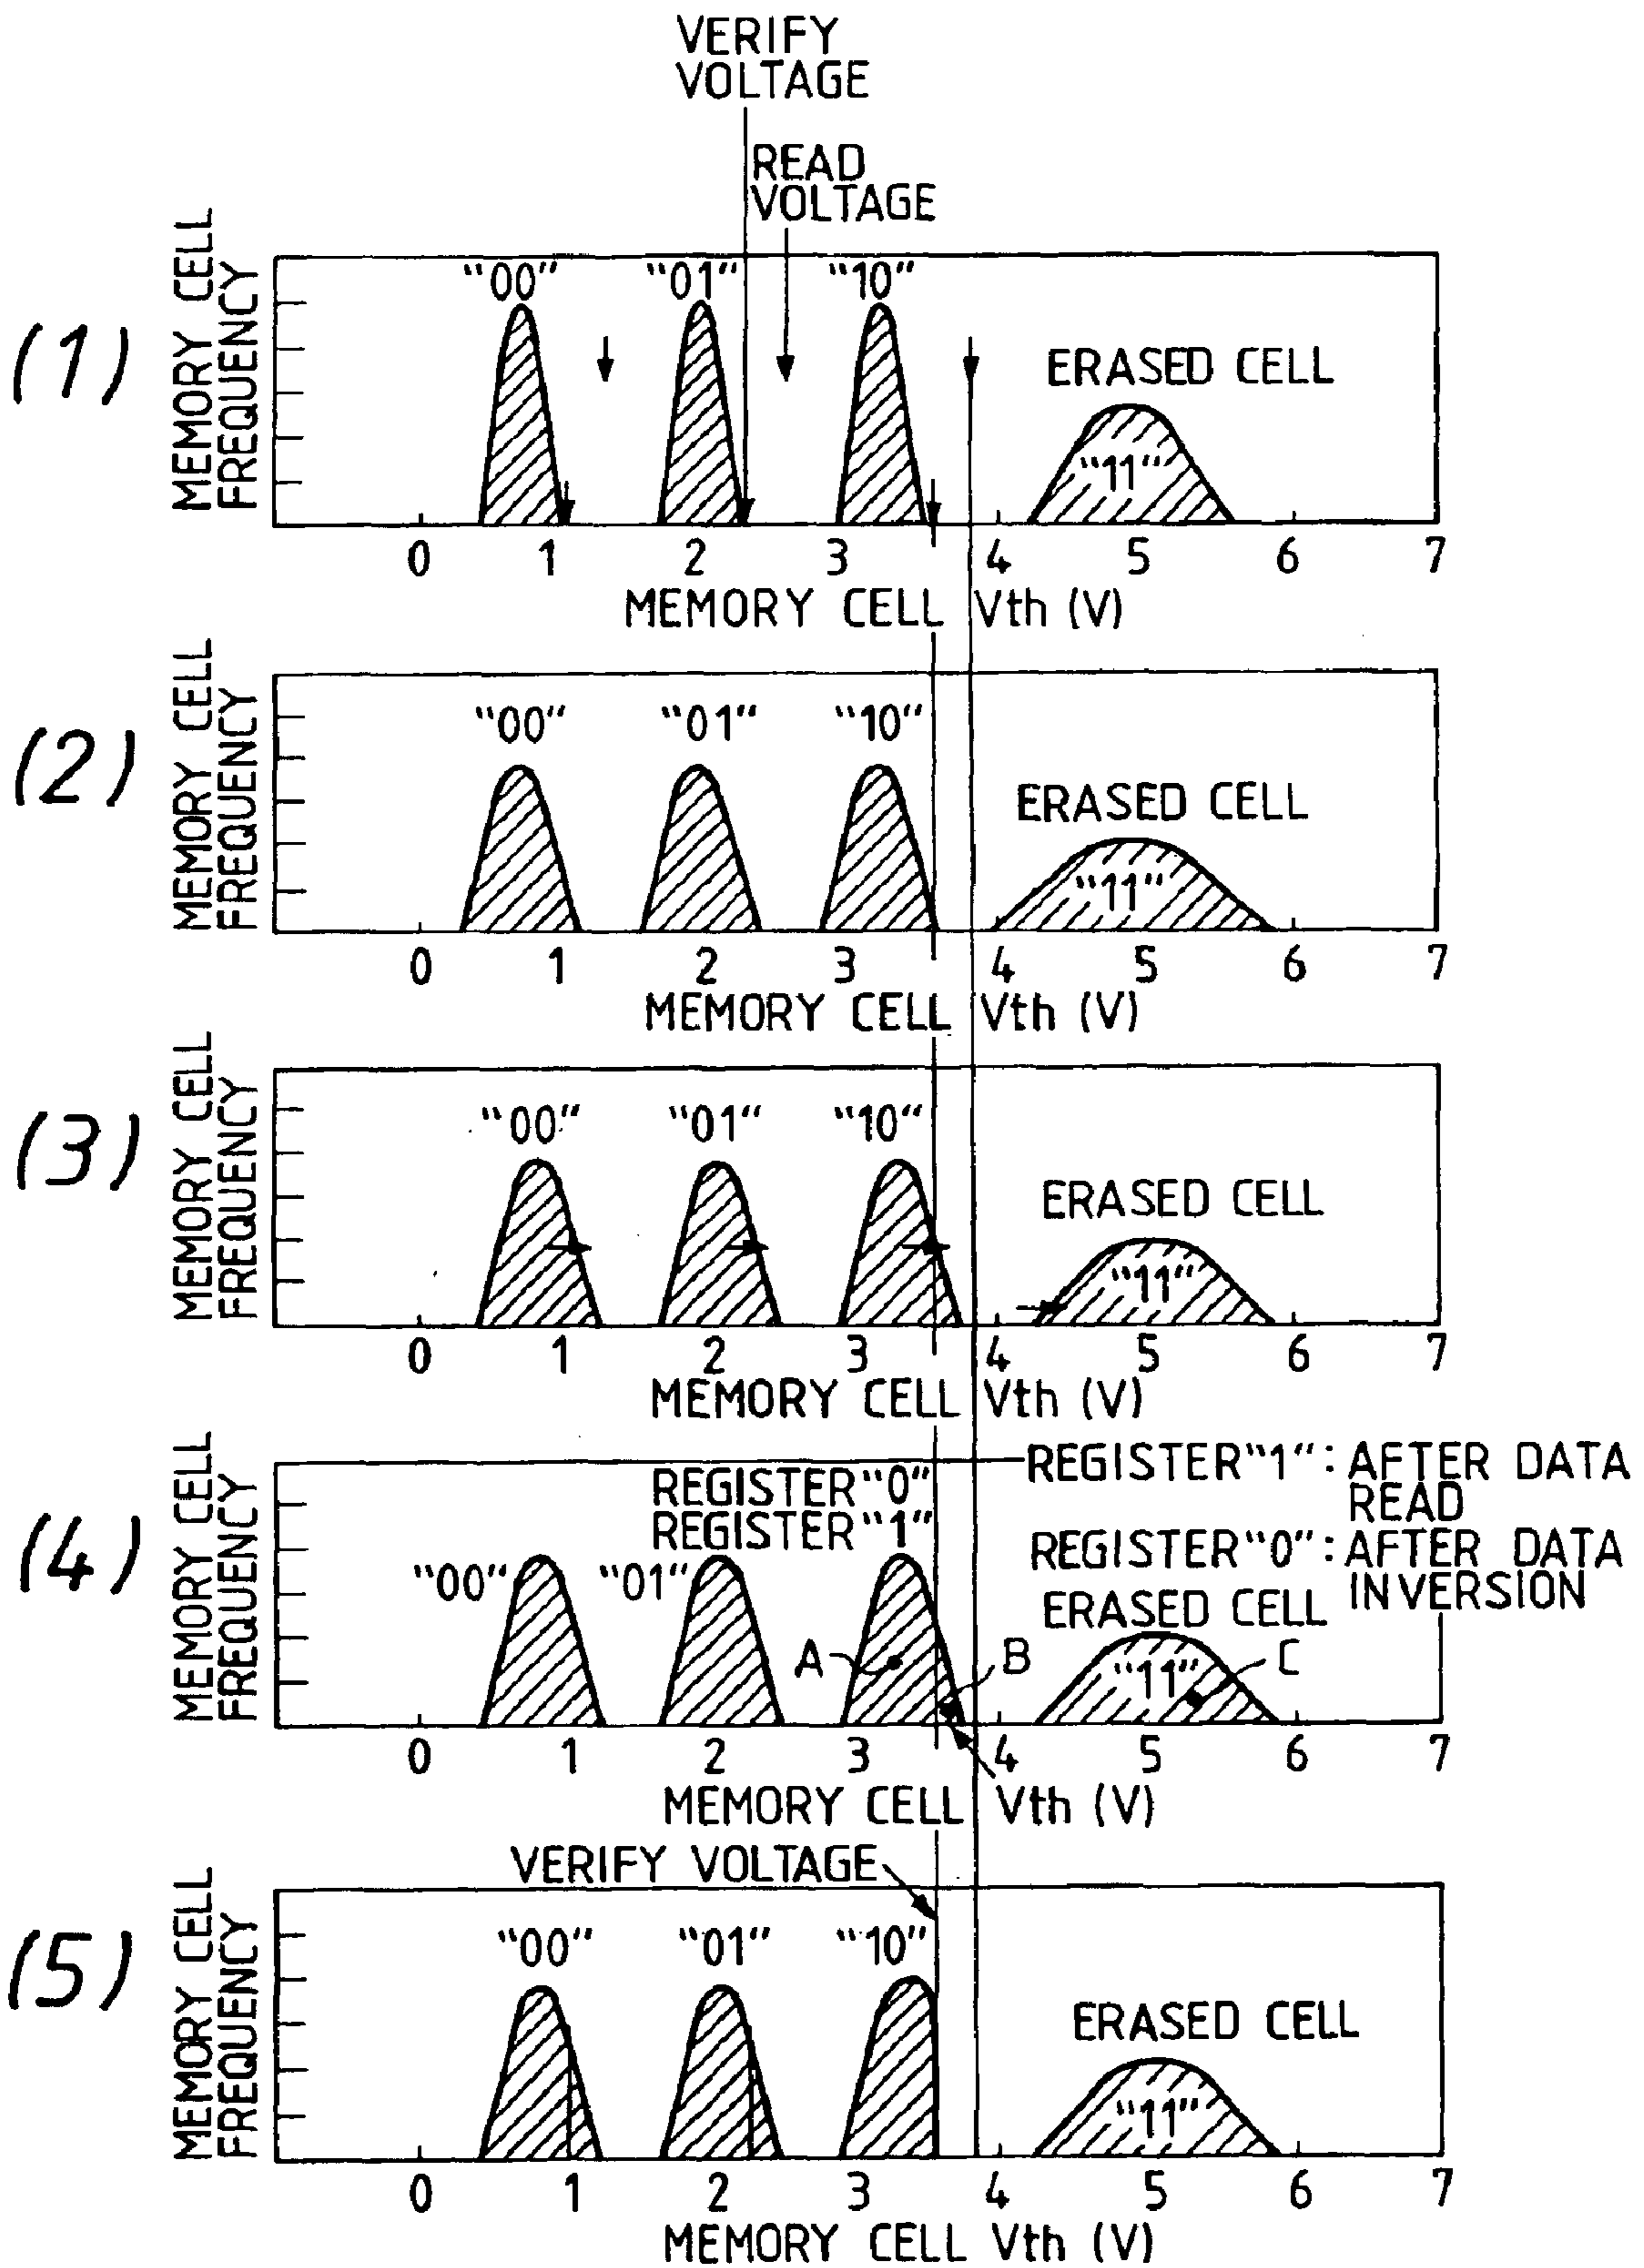 VERIFY
VOLTAGE
READ
VOLTAGE
(1)
MEMORY CELL
FREQUENCY
"00" "01" "10"
ERASED CELL
"11"
0 1 2 3 4 5 6 7
MEMORY CELL Vth (V)
(2)
MEMORY CELL
FREQUENCY
"00" "01" "10"
ERASED CELL
"11"
0 1 2 3 4 5 6 7
MEMORY CELL Vth (V)
(3)
MEMORY CELL
FREQUENCY
"00" "01" "10"
ERASED CELL
"11"
0 1 2 3 4 5 6 7
MEMORY CELL Vth (V)
(4)
MEMORY CELL
FREQUENCY
REGISTER "0"
REGISTER "1"
REGISTER "1" : AFTER DATA
READ
REGISTER "0" : AFTER DATA
INVERSION
"00" "01"
ERASED CELL
A B "11" C
0 1 2 3 4 5 6 7
MEMORY CELL Vth (V)
VERIFY VOLTAGE
(5)
MEMORY CELL
FREQUENCY
"00" "01" "10"
ERASED CELL
"11"
0 1 2 3 4 5 6 7
MEMORY CELL Vth (V)